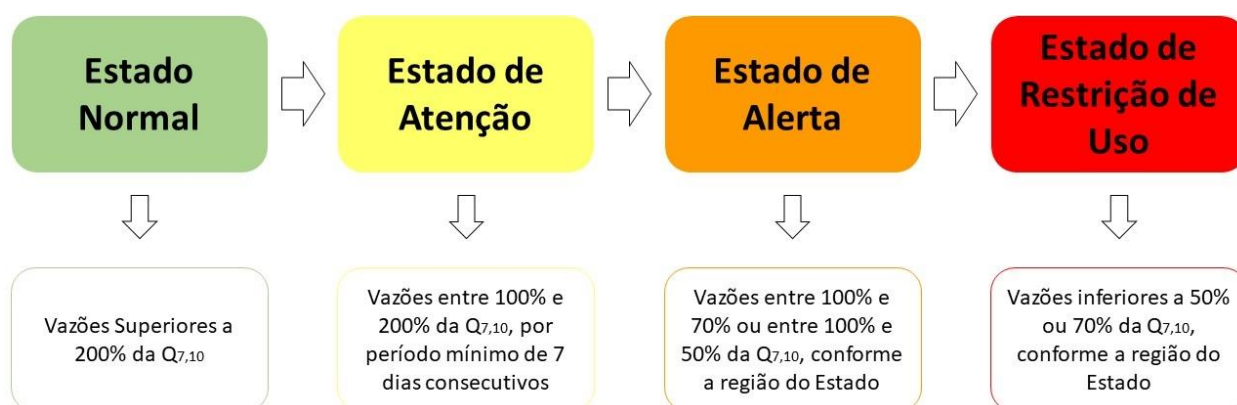 Estado
Normal
Estado de
Atenção
Estado de
Alerta
Estado de
Restrição de
Uso
Vazões Superiores a
200% da Q7,10
Vazões entre 100% e
200% da Q7,10, por
período mínimo de 7
dias consecutivos
Vazões entre 100% e
70% ou entre 100% e
50% da Q7,10, conforme
a região do Estado
Vazões inferiores a 50%
ou 70% da Q7,10,
conforme a região do
Estado